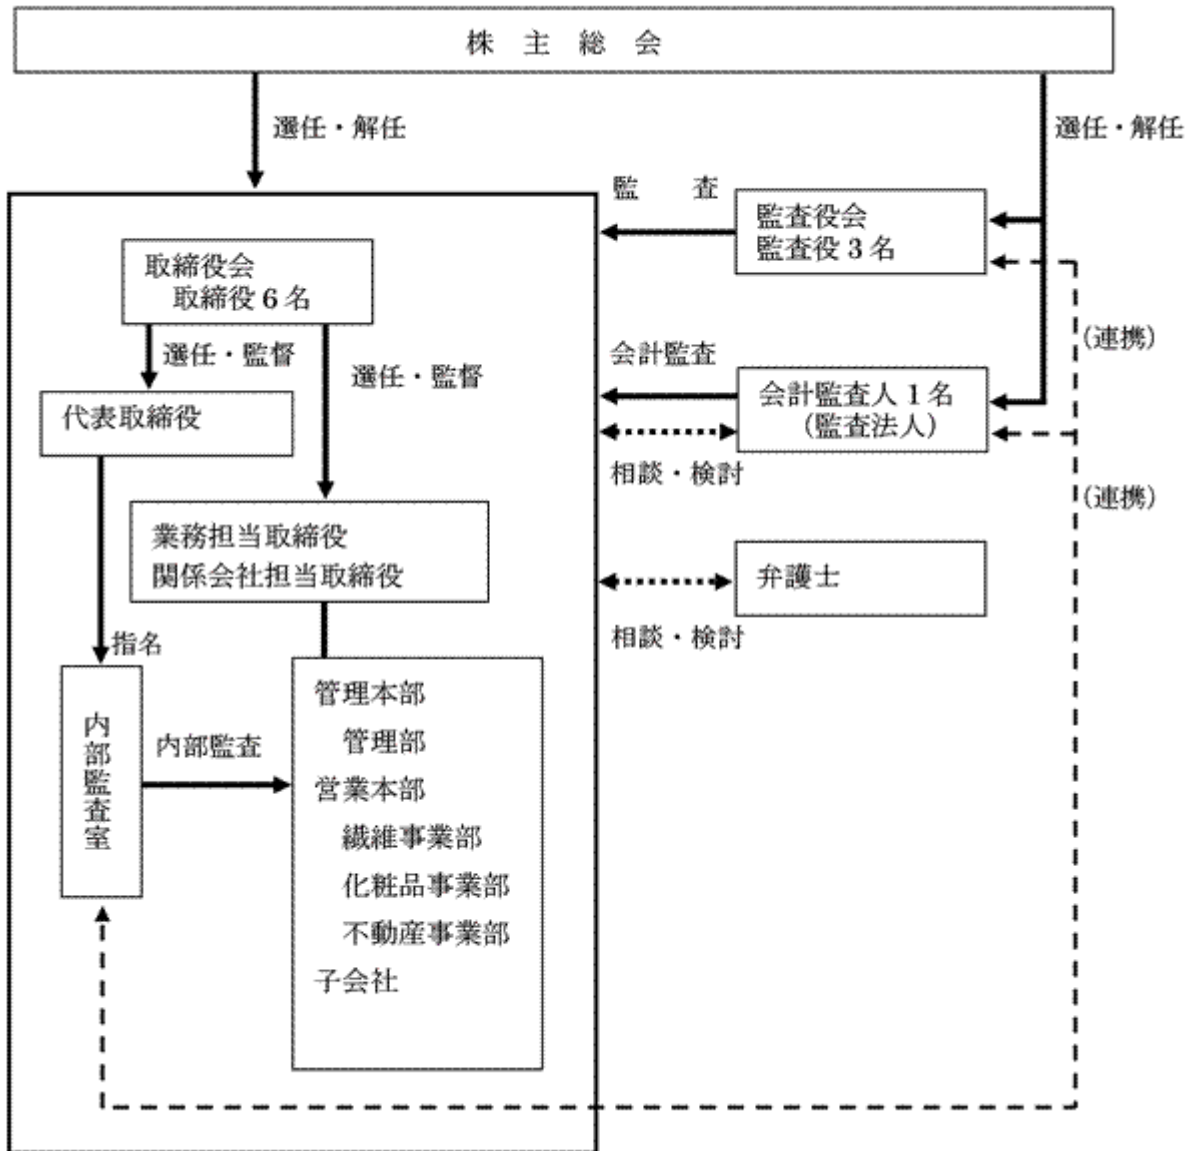 株主総会
選任・解任
選任・解任
監査
監査役会
監査役3名
取締役会
取締役6名
(連携)
選任・監督
会計監査
選任・監督
会計監査人1名
(監査法人)
代表取締役
相談・検討
(連携)
業務担当取締役
関係会社担当取締役
弁護士
相談・検討
指名
内部監査室
内部監査
管理本部
管理部
営業本部
繊維事業部
化粧品事業部
不動産事業部
子会社